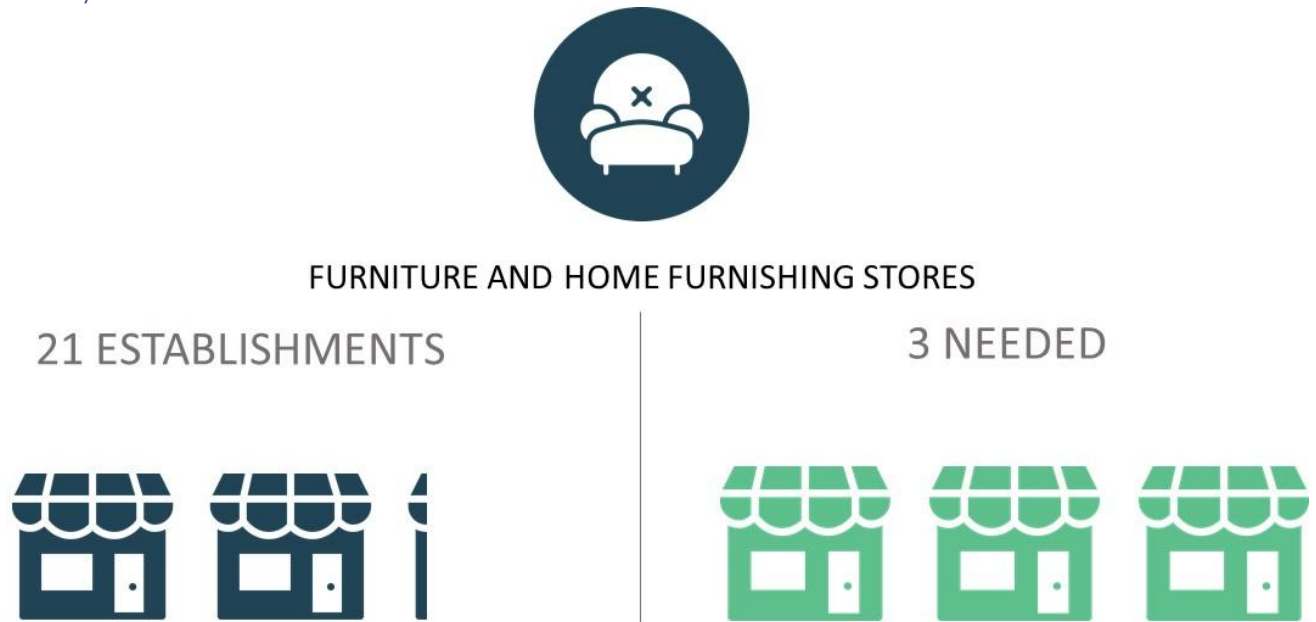 FURNITURE AND HOME FURNISHING STORES
21 ESTABLISHMENTS
3 NEEDED